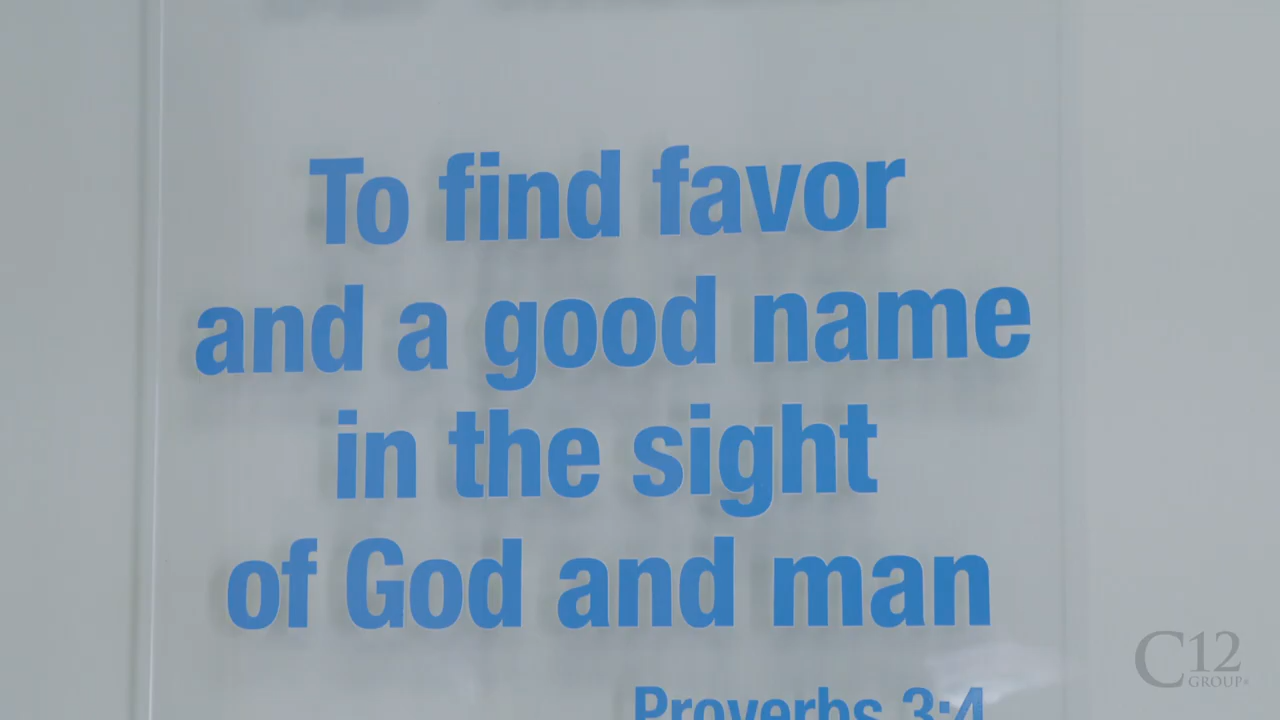 To find favor
and a good name
in the sight
of God and man
Proverbs 3:4
C12
GROUP